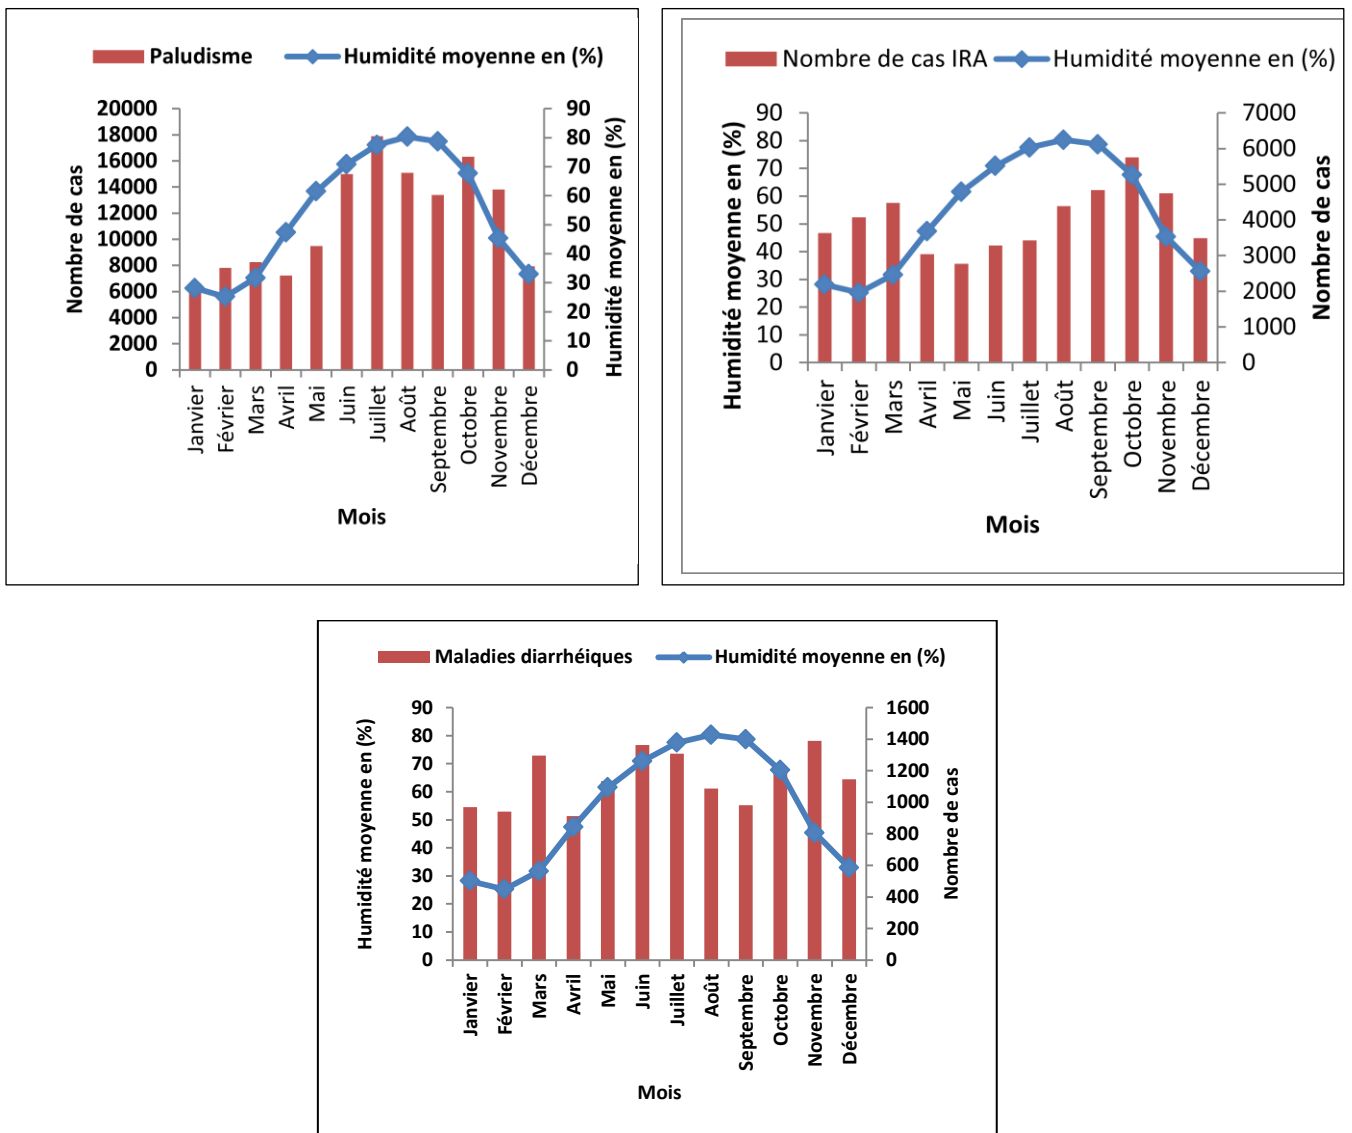 Paludisme Humidité moyenne en (%)
Nombre de cas
20000
18000
16000
14000
12000
10000
8000
6000
4000
2000
0
90
80
70
60
50
40
30
20
10
0
Humidité moyenne en (%)
Janvier
Février
Mars
Avril
Mai
Juin
Juillet
Août
Septembre
Octobre
Novembre
Décembre
Mois
Nombre de cas IRA Humidité moyenne en (%)
Humidité moyenne en (%)
90
80
70
60
50
40
30
20
10
0
7000
6000
5000
4000
3000
2000
1000
0
Nombre de cas
Janvier
Février
Mars
Avril
Mai
Juin
Juillet
Août
Septembre
Octobre
Novembre
Décembre
Mois
Maladies diarrhéiques Humidité moyenne en (%)
Humidité moyenne en (%)
90
80
70
60
50
40
30
20
10
0
1600
1400
1200
1000
800
600
400
200
0
Nombre de cas
Janvier
Février
Mars
Avril
Mai
Juin
Juillet
Août
Septembre
Octobre
Novembre
Décembre
Mois